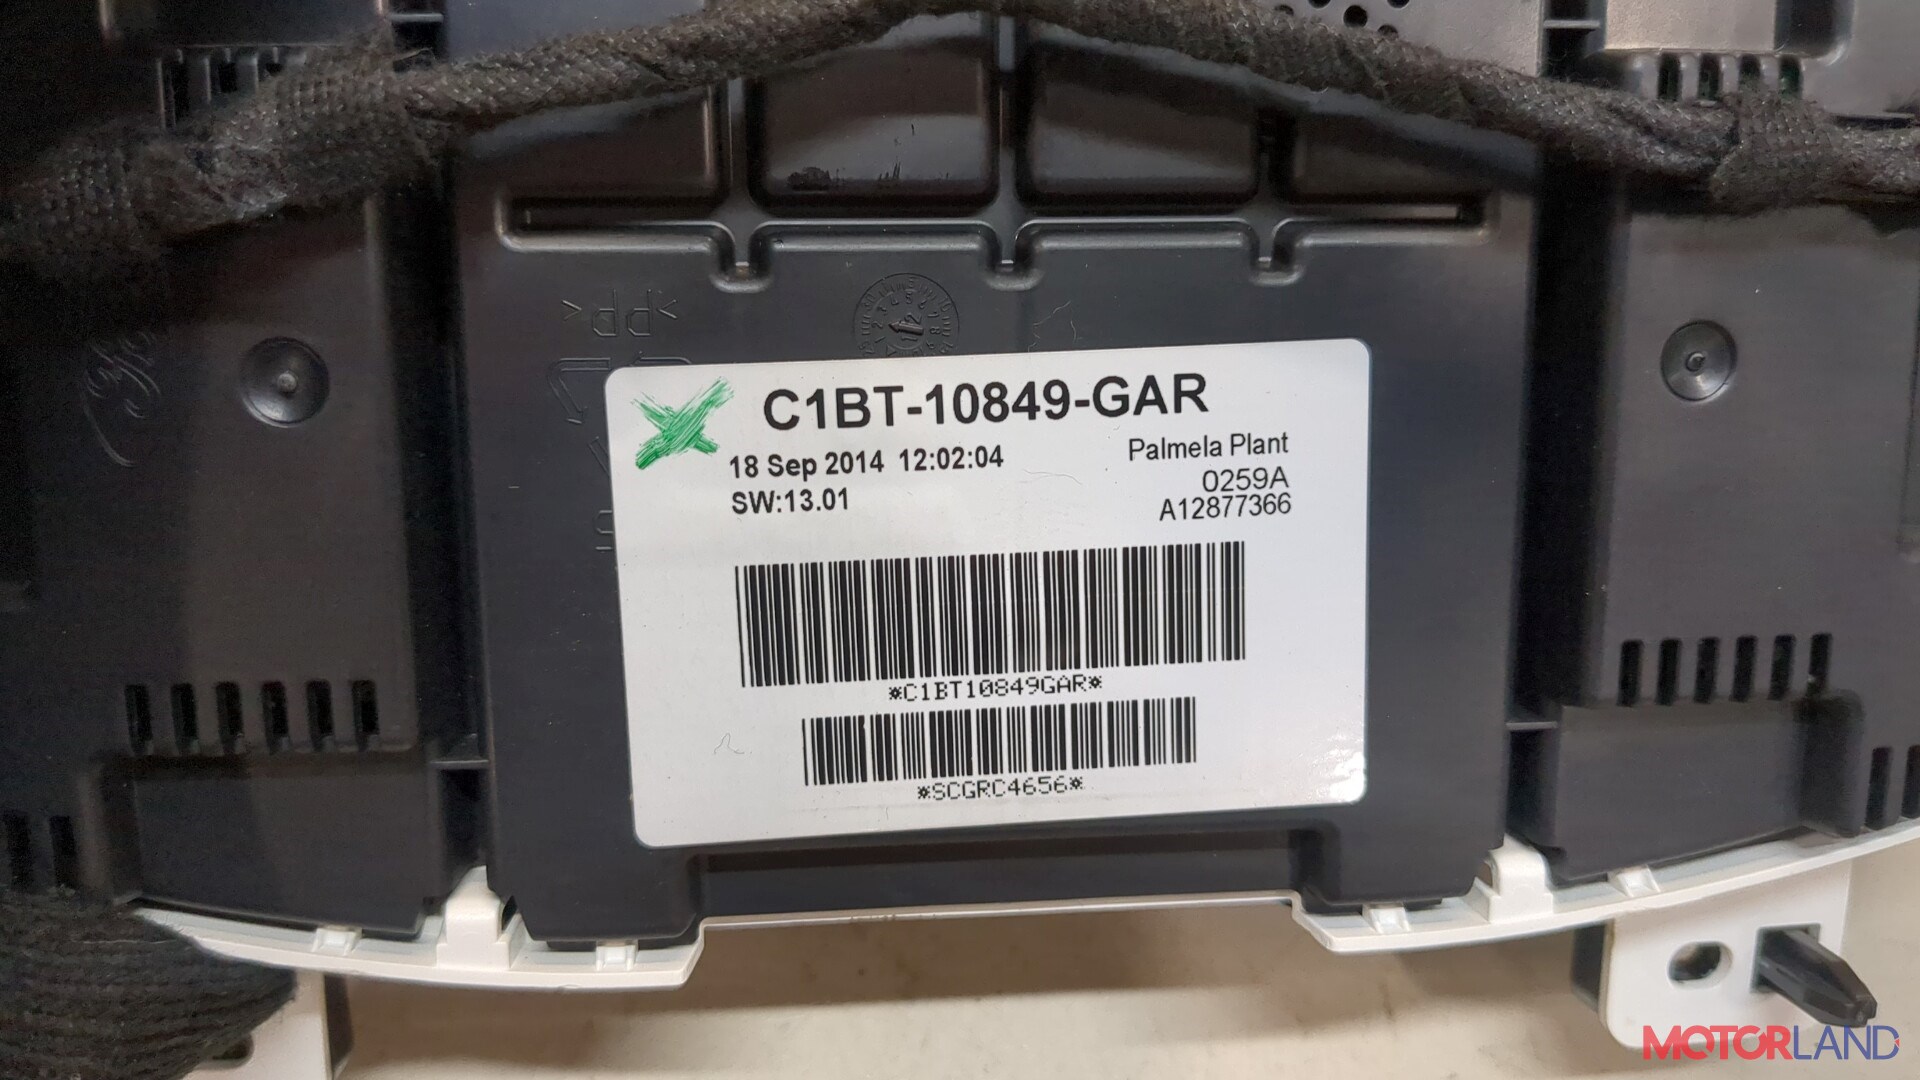 >PP<
C1BT-10849-GAR
18 Sep 2014 12:02:04
Palmela Plant
SW:13.01
0259A
A12877366
*C1BT10849GAR*
*SCGRC4656*
MOTORLAND